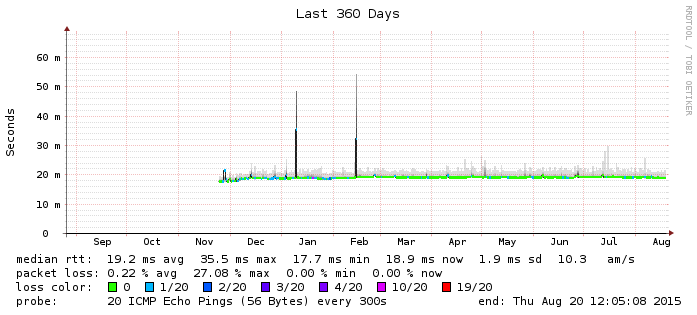 Last 360 Days
RRDTOOL / TOBI OETIKER
Seconds
60 m
50 m
40 m
30 m
20 m
10 m
0
Sep Oct Nov Dec Jan Feb Mar Apr May Jun Jul Aug
median rtt: 19.2 ms avg 35.5 ms max 17.7 ms min 18.9 ms now 1.9 ms sd 10.3 am/s
packet loss: 0.22 % avg 27.08 % max 0.00 % min 0.00 % now
loss color: 0 1/20 2/20 3/20 4/20 10/20 19/20
probe: 20 ICMP Echo Pings (56 Bytes) every 300s end: Thu Aug 20 12:05:08 2015